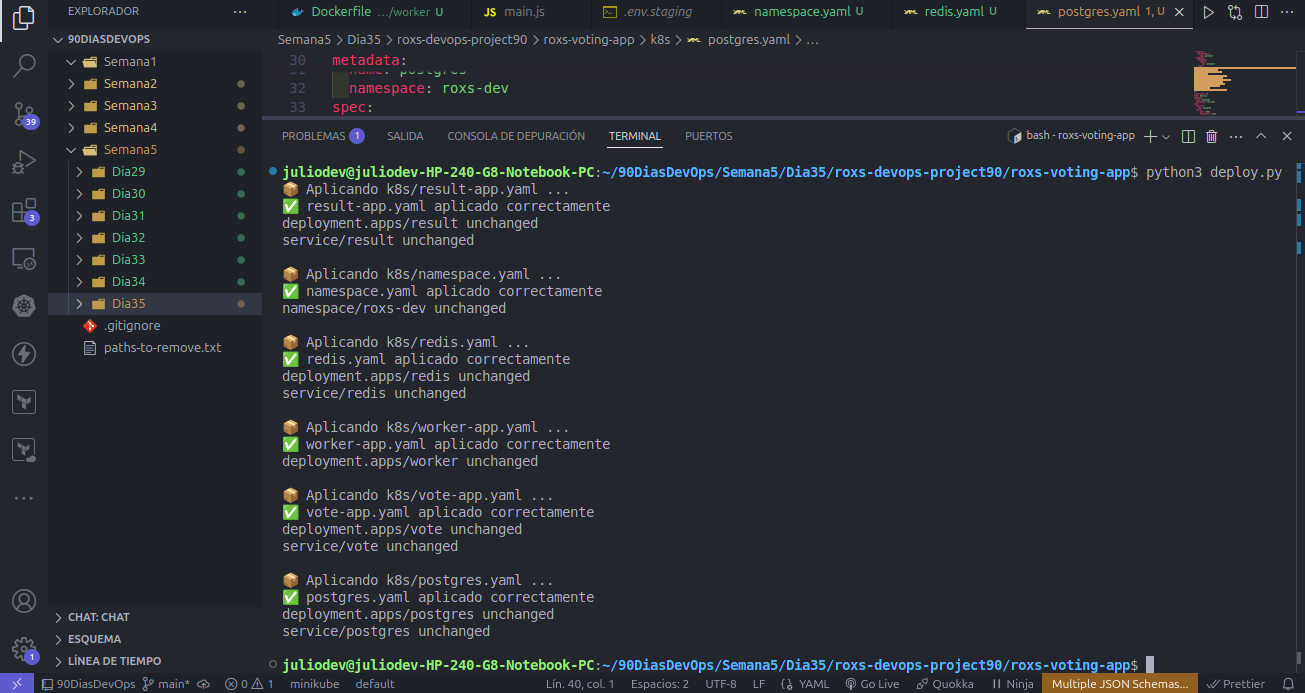 EXPLORADOR
···
90DIASDEVOPS
Semana1
Semana2
Semana3
Semana4
Semana5
Dia29
Dia30
Dia31
Dia32
Dia33
Dia34
Dia35
.gitignore
paths-to-remove.txt
CHAT: CHAT
ESQUEMA
LÍNEA DE TIEMPO
39
3
1
Dockerfile .../worker U
JS main.js
.env.staging
namespace.yaml U
redis.yaml U
postgres.yaml 1, U
Semana5 > Dia35 > roxs-devops-project90 > roxs-voting-app > k8s > postgres.yaml > ...
30 metadata:
31 name: postgres
32 namespace: roxs-dev
33 spec:
PROBLEMAS 1 SALIDA CONSOLA DE DEPURACIÓN TERMINAL PUERTOS
bash - roxs-voting-app
juliodev@juliodev-HP-240-G8-Notebook-PC:~/90DiasDevOps/Semana5/Dia35/roxs-devops-project90/roxs-voting-app$ python3 deploy.py
📦 Aplicando k8s/result-app.yaml ...
✅ result-app.yaml aplicado correctamente
deployment.apps/result unchanged
service/result unchanged
📦 Aplicando k8s/namespace.yaml ...
✅ namespace.yaml aplicado correctamente
namespace/roxs-dev unchanged
📦 Aplicando k8s/redis.yaml ...
✅ redis.yaml aplicado correctamente
deployment.apps/redis unchanged
service/redis unchanged
📦 Aplicando k8s/worker-app.yaml ...
✅ worker-app.yaml aplicado correctamente
deployment.apps/worker unchanged
📦 Aplicando k8s/vote-app.yaml ...
✅ vote-app.yaml aplicado correctamente
deployment.apps/vote unchanged
service/vote unchanged
📦 Aplicando k8s/postgres.yaml ...
✅ postgres.yaml aplicado correctamente
deployment.apps/postgres unchanged
service/postgres unchanged
juliodev@juliodev-HP-240-G8-Notebook-PC:~/90DiasDevOps/Semana5/Dia35/roxs-devops-project90/roxs-voting-app$
90DiasDevOps main* 0 1 minikube default Lín. 40, col. 1 Espacios: 2 UTF-8 LF {} YAML Go Live Quokka Ninja Multiple JSON Schemas... Prettier